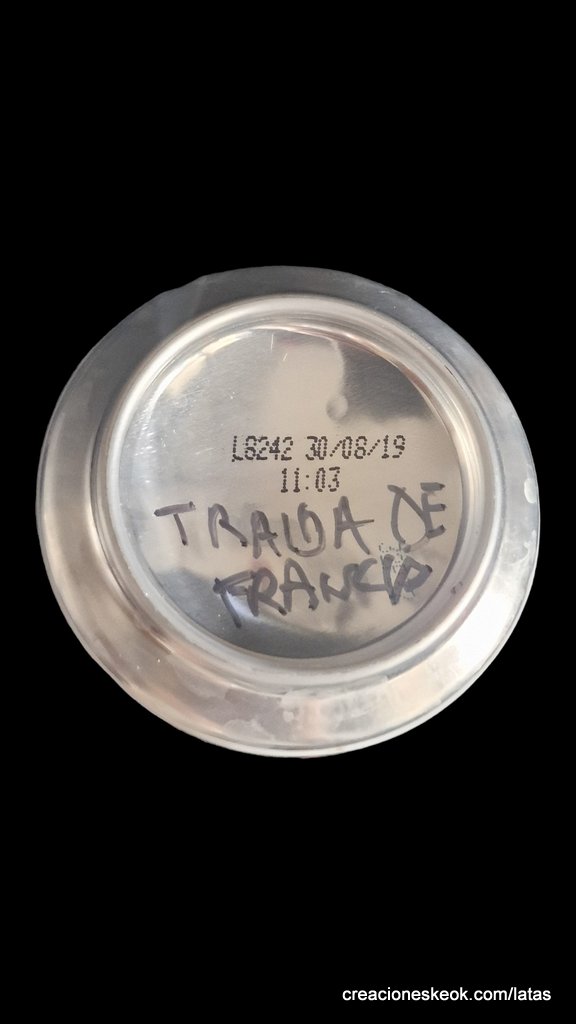 L8242 30/08/19
11:03
TRAIDA DE
FRANCIA
creacioneskeok.com/latas